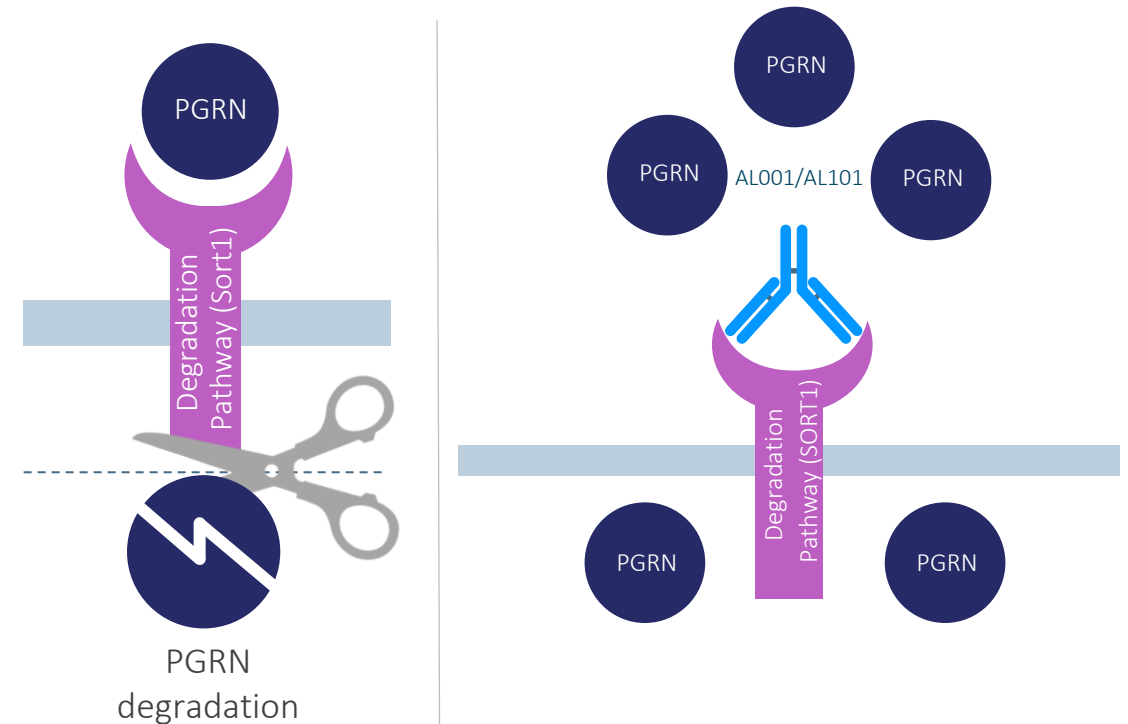 PGRN
Degradation
Pathway (Sort1)
PGRN
degradation
PGRN
PGRN
AL001/AL101
PGRN
Degradation
Pathway (SORT1)
PGRN
PGRN